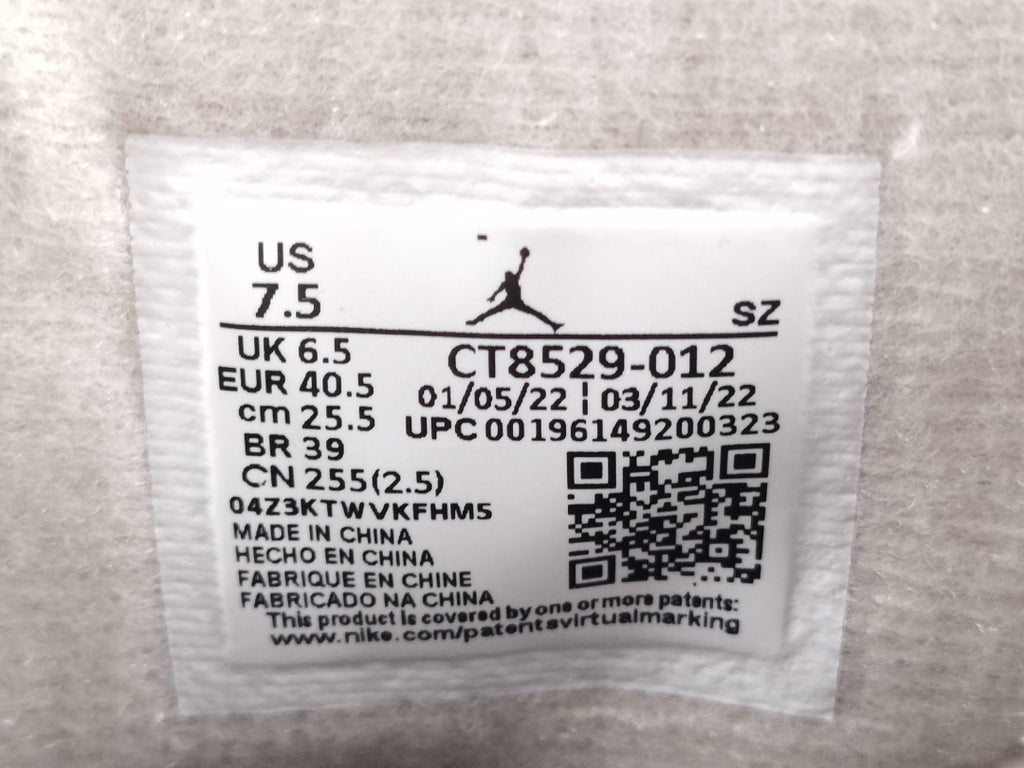 US
7.5
SZ
UK 6.5
EUR 40.5
cm 25.5
BR 39
CN 255(2.5)
CT8529-012
01/05/22 ¦ 03/11/22
UPC 00196149200323
04Z3KTWVKFHM5
MADE IN CHINA
HECHO EN CHINA
FABRIQUE EN CHINE
FABRICADO NA CHINA
This product is covered by one or more patents:
www.nike.com/patentsvirtualmarking